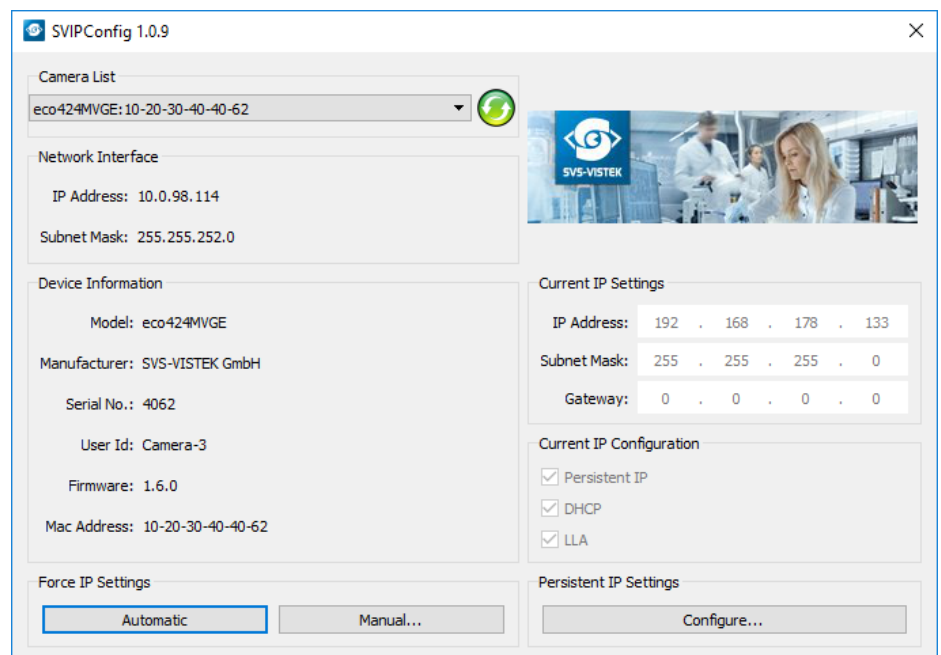 SVIPConfig 1.0.9
Camera List
eco424MVGE:10-20-30-40-40-62
Network Interface
IP Address: 10.0.98.114
Subnet Mask: 255.255.252.0
SVS-VISTEK
Device Information
Model: eco424MVGE
Manufacturer: SVS-VISTEK GmbH
Serial No.: 4062
User Id: Camera-3
Firmware: 1.6.0
Mac Address: 10-20-30-40-40-62
Current IP Settings
IP Address: 192 . 168 . 178 . 133
Subnet Mask: 255 . 255 . 255 . 0
Gateway: 0 . 0 . 0 . 0
Current IP Configuration
Persistent IP
DHCP
LLA
Force IP Settings
Automatic
Manual...
Persistent IP Settings
Configure...